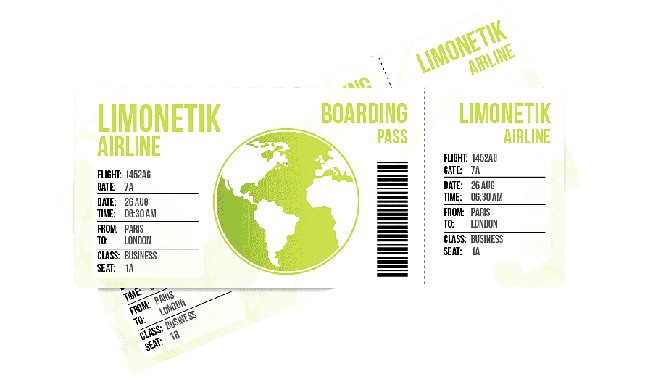 LIMONETIK
AIRLINE
LIMONETIK
AIRLINE
FLIGHT: 1452AG
GATE: 7A
DATE: 26 AUG
TIME: 06:30 AM
FROM: PARIS
TO: LONDON
CLASS: BUSINESS
SEAT: 1A
BOARDING
PASS
LIMONETIK
AIRLINE
FLIGHT: 1452AG
GATE: 7A
DATE: 26 AUG
TIME: 06:30 AM
FROM: PARIS
TO: LONDON
CLASS: BUSINESS
SEAT: 1A
TIME:
FROM: PARIS
TO: LONDON
CLASS: BUSINESS
SEAT: 1B